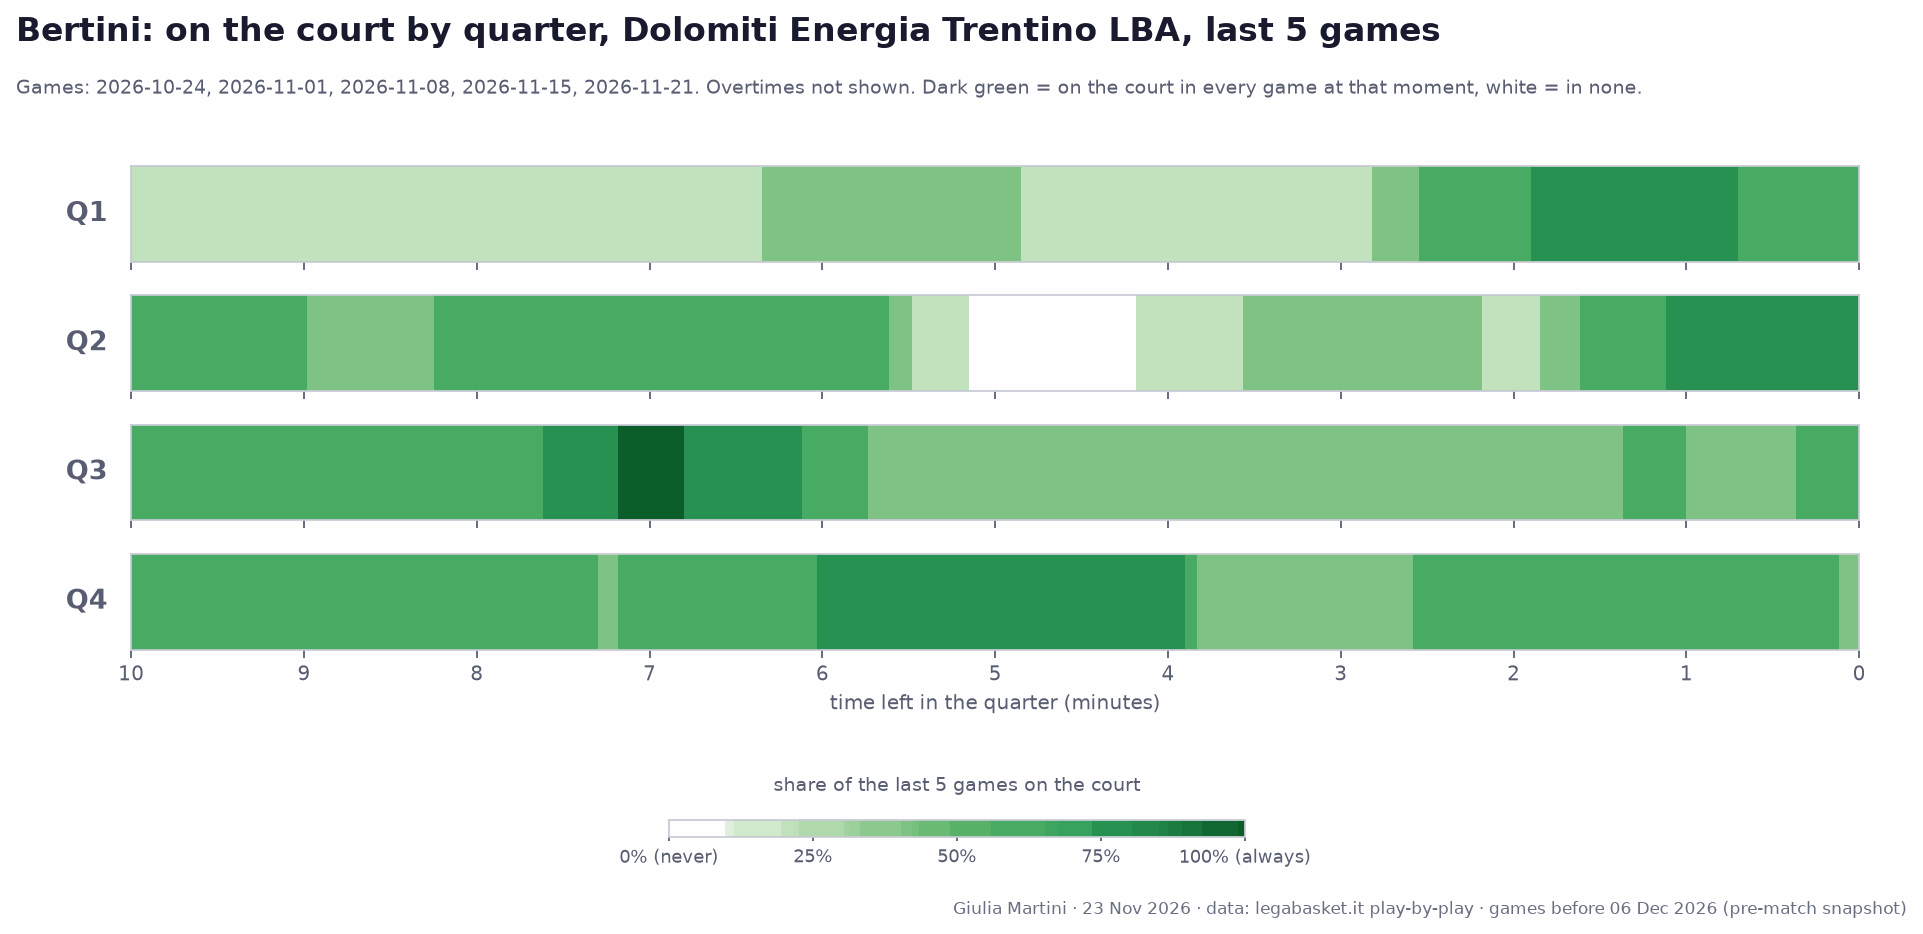 Bertini: on the court by quarter, Dolomiti Energia Trentino LBA, last 5 games
Games: 2026-10-24, 2026-11-01, 2026-11-08, 2026-11-15, 2026-11-21. Overtimes not shown. Dark green = on the court in every game at that moment, white = in none.
Q1
Q2
Q3
Q4
10 9 8 7 6 5 4 3 2 1 0
time left in the quarter (minutes)
share of the last 5 games on the court
0% (never) 25% 50% 75% 100% (always)
Giulia Martini · 23 Nov 2026 · data: legabasket.it play-by-play · games before 06 Dec 2026 (pre-match snapshot)